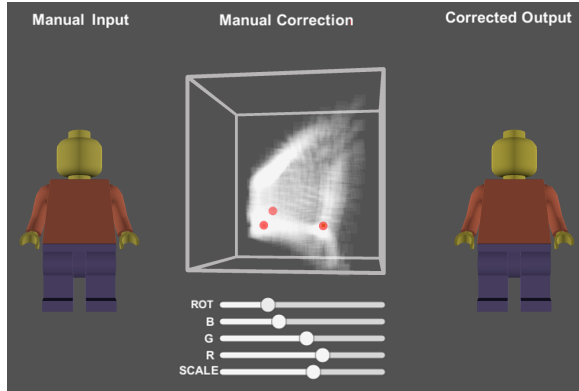 Manual Input
Manual Correction
Corrected Output
ROT
B
G
R
SCALE